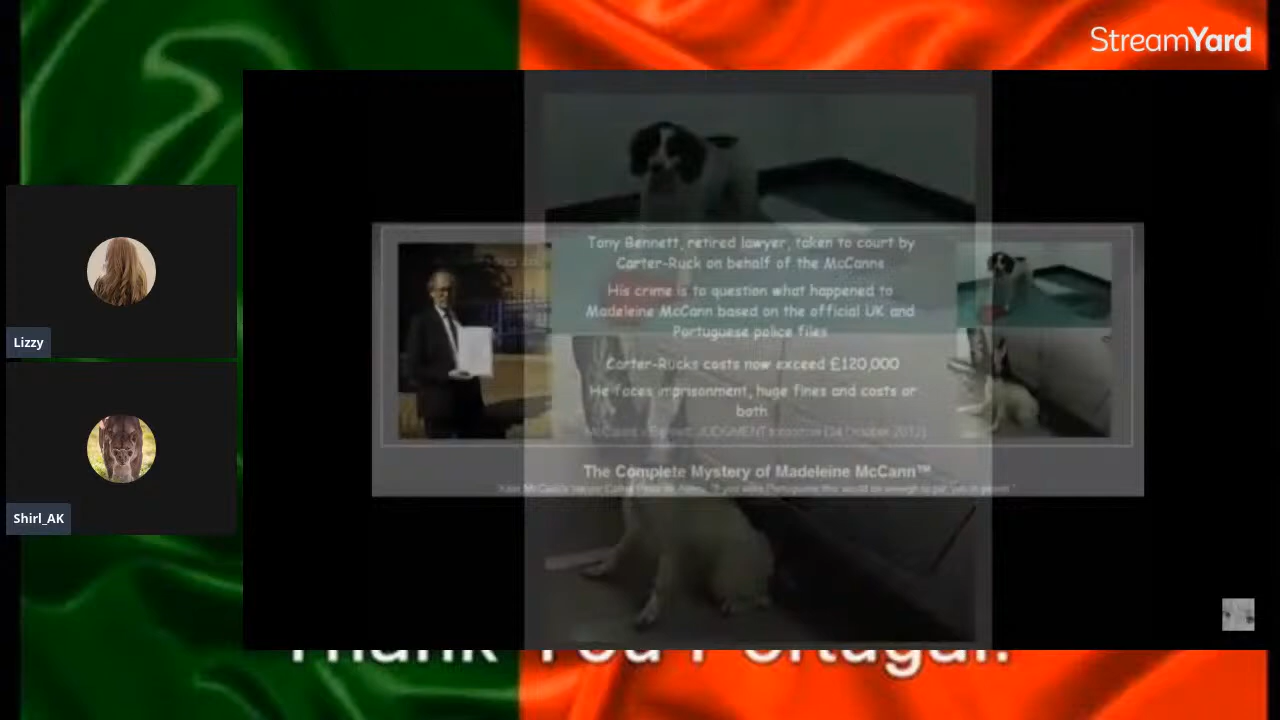 StreamYard
Tony Bennett, retired lawyer, taken to court by
Carter-Ruck on behalf of the McCanns
His crime is to question what happened to
Madeleine McCann based on the official UK and
Portuguese police files
Carter-Rucks costs now exceed £120,000
He faces imprisonment, huge fines and costs or
both
The Complete Mystery of Madeleine McCann™
Lizzy
Shirl_AK
Thank You Portugal!